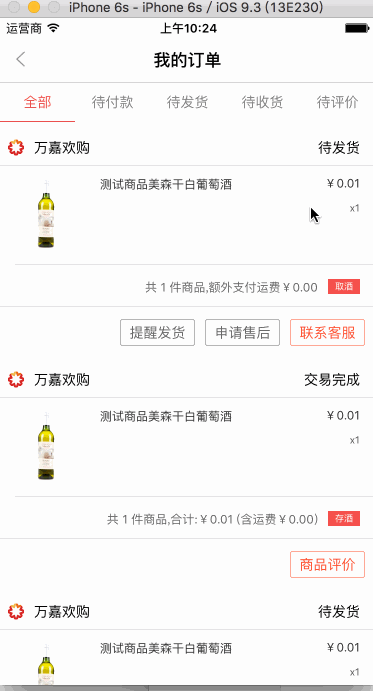 iPhone 6s - iPhone 6s / iOS 9.3 (13E230)
运营商 上午10:24
我的订单
全部 待付款 待发货 待收货 待评价
万嘉欢购 待发货
测试商品美森干白葡萄酒 ¥ 0.01
x1
共 1 件商品,额外支付运费 ¥ 0.00 取酒
提醒发货 申请售后 联系客服
万嘉欢购 交易完成
测试商品美森干白葡萄酒 ¥ 0.01
x1
共 1 件商品,合计: ¥ 0.01 (含运费 ¥ 0.00) 存酒
商品评价
万嘉欢购 待发货
测试商品美森干白葡萄酒 ¥ 0.01
x1